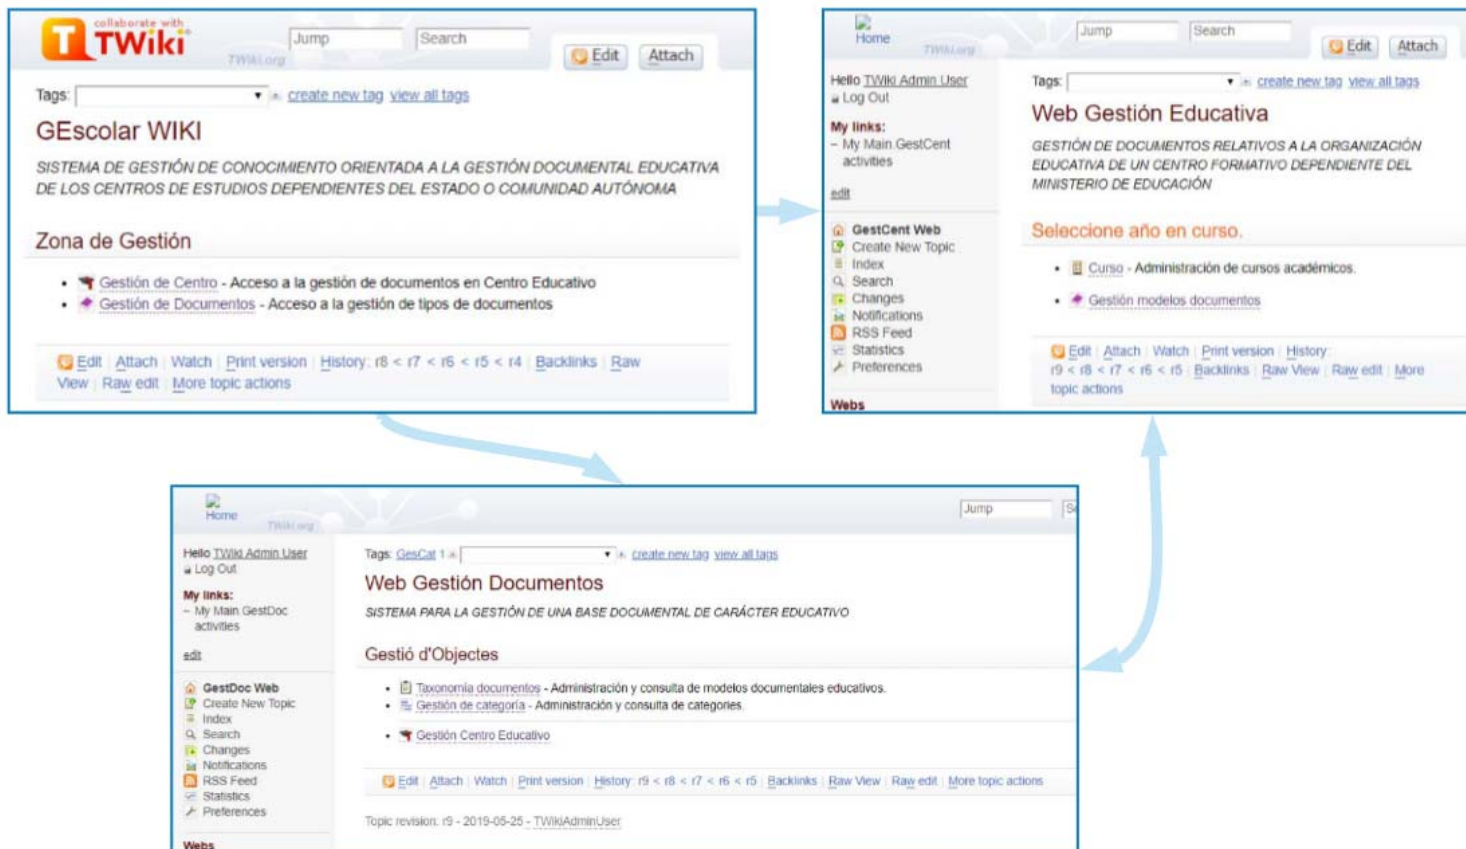 collaborate with
TWiki
TWiki.org
Jump
Search
Edit
Attach
Tags:
create new tag view all tags
GEscolar WIKI
SISTEMA DE GESTIÓN DE CONOCIMIENTO ORIENTADA A LA GESTIÓN DOCUMENTAL EDUCATIVA
DE LOS CENTROS DE ESTUDIOS DEPENDIENTES DEL ESTADO O COMUNIDAD AUTÓNOMA
Zona de Gestión
Gestión de Centro - Acceso a la gestión de documentos en Centro Educativo
Gestión de Documentos - Acceso a la gestión de tipos de documentos
Edit | Attach | Watch | Print version | History: r8 < r7 < r6 < r5 < r4 | Backlinks | Raw
View | Raw edit | More topic actions
Home
TWiki.org
Jump
Search
Edit
Attach
Hello TWiki Admin User
Log Out
My links:
– My Main.GestCent
activities
edit
GestCent Web
Create New Topic
Index
Search
Changes
Notifications
RSS Feed
Statistics
Preferences
Webs
Tags:
create new tag view all tags
Web Gestión Educativa
GESTIÓN DE DOCUMENTOS RELATIVOS A LA ORGANIZACIÓN
EDUCATIVA DE UN CENTRO FORMATIVO DEPENDIENTE DEL
MINISTERIO DE EDUCACIÓN
Seleccione año en curso.
Curso - Administración de cursos académicos.
Gestión modelos documentos
Edit | Attach | Watch | Print version | History:
r9 < r8 < r7 < r6 < r5 | Backlinks | Raw View | Raw edit | More
topic actions
Home
TWiki.org
Jump
Se
Hello TWiki Admin User
Log Out
My links:
– My Main.GestDoc
activities
edit
GestDoc Web
Create New Topic
Index
Search
Changes
Notifications
RSS Feed
Statistics
Preferences
Webs
Tags: GesCat 1
create new tag view all tags
Web Gestión Documentos
SISTEMA PARA LA GESTIÓN DE UNA BASE DOCUMENTAL DE CARÁCTER EDUCATIVO
Gestió d'Objectes
Taxonomía documentos - Administración y consulta de modelos documentales educativos.
Gestión de categoría - Administración y consulta de categories.
Gestión Centro Educativo
Edit | Attach | Watch | Print version | History: r9 < r8 < r7 < r6 < r5 | Backlinks | Raw View | Raw edit | More topic actions
Topic revision: r9 - 2019-05-25 - TWikiAdminUser